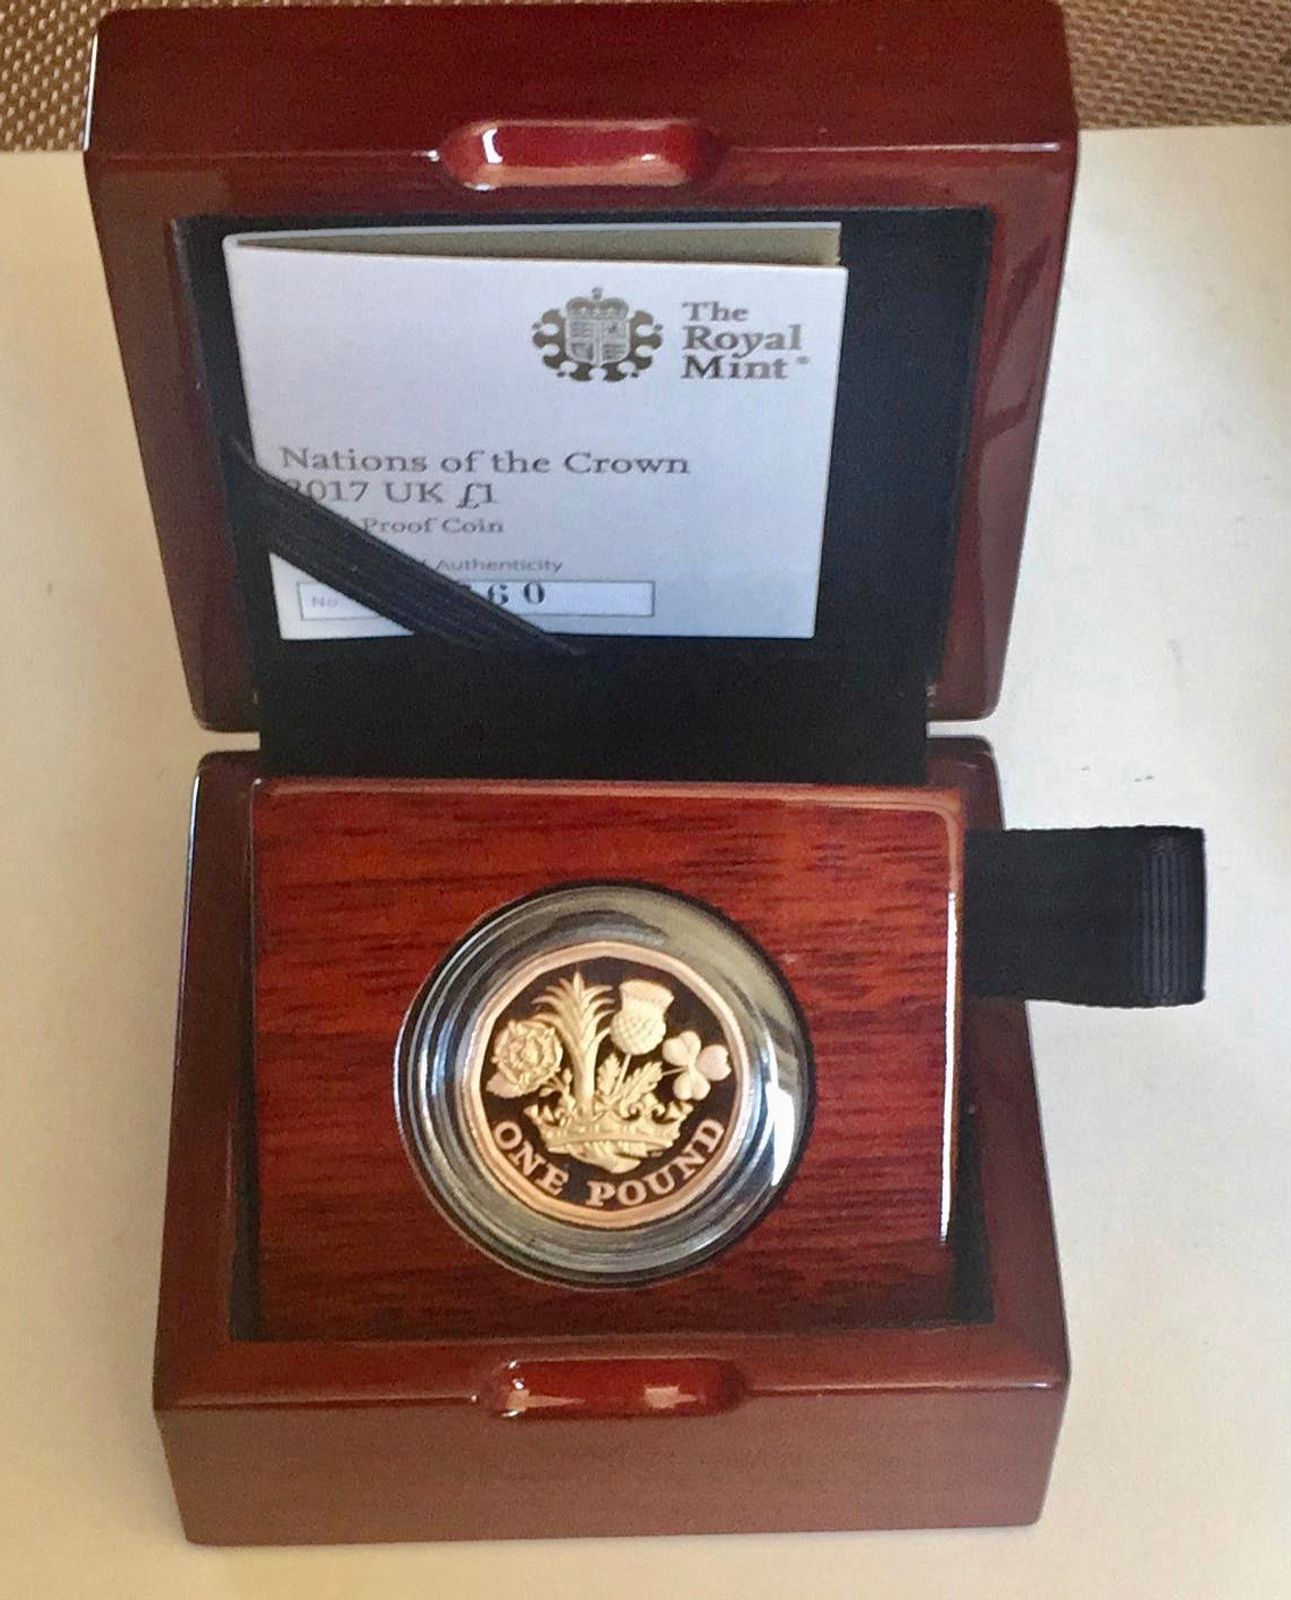 The
Royal
Mint®
Nations of the Crown
2017 UK £1
Proof Coin
Authenticity
No 60
ONE POUND